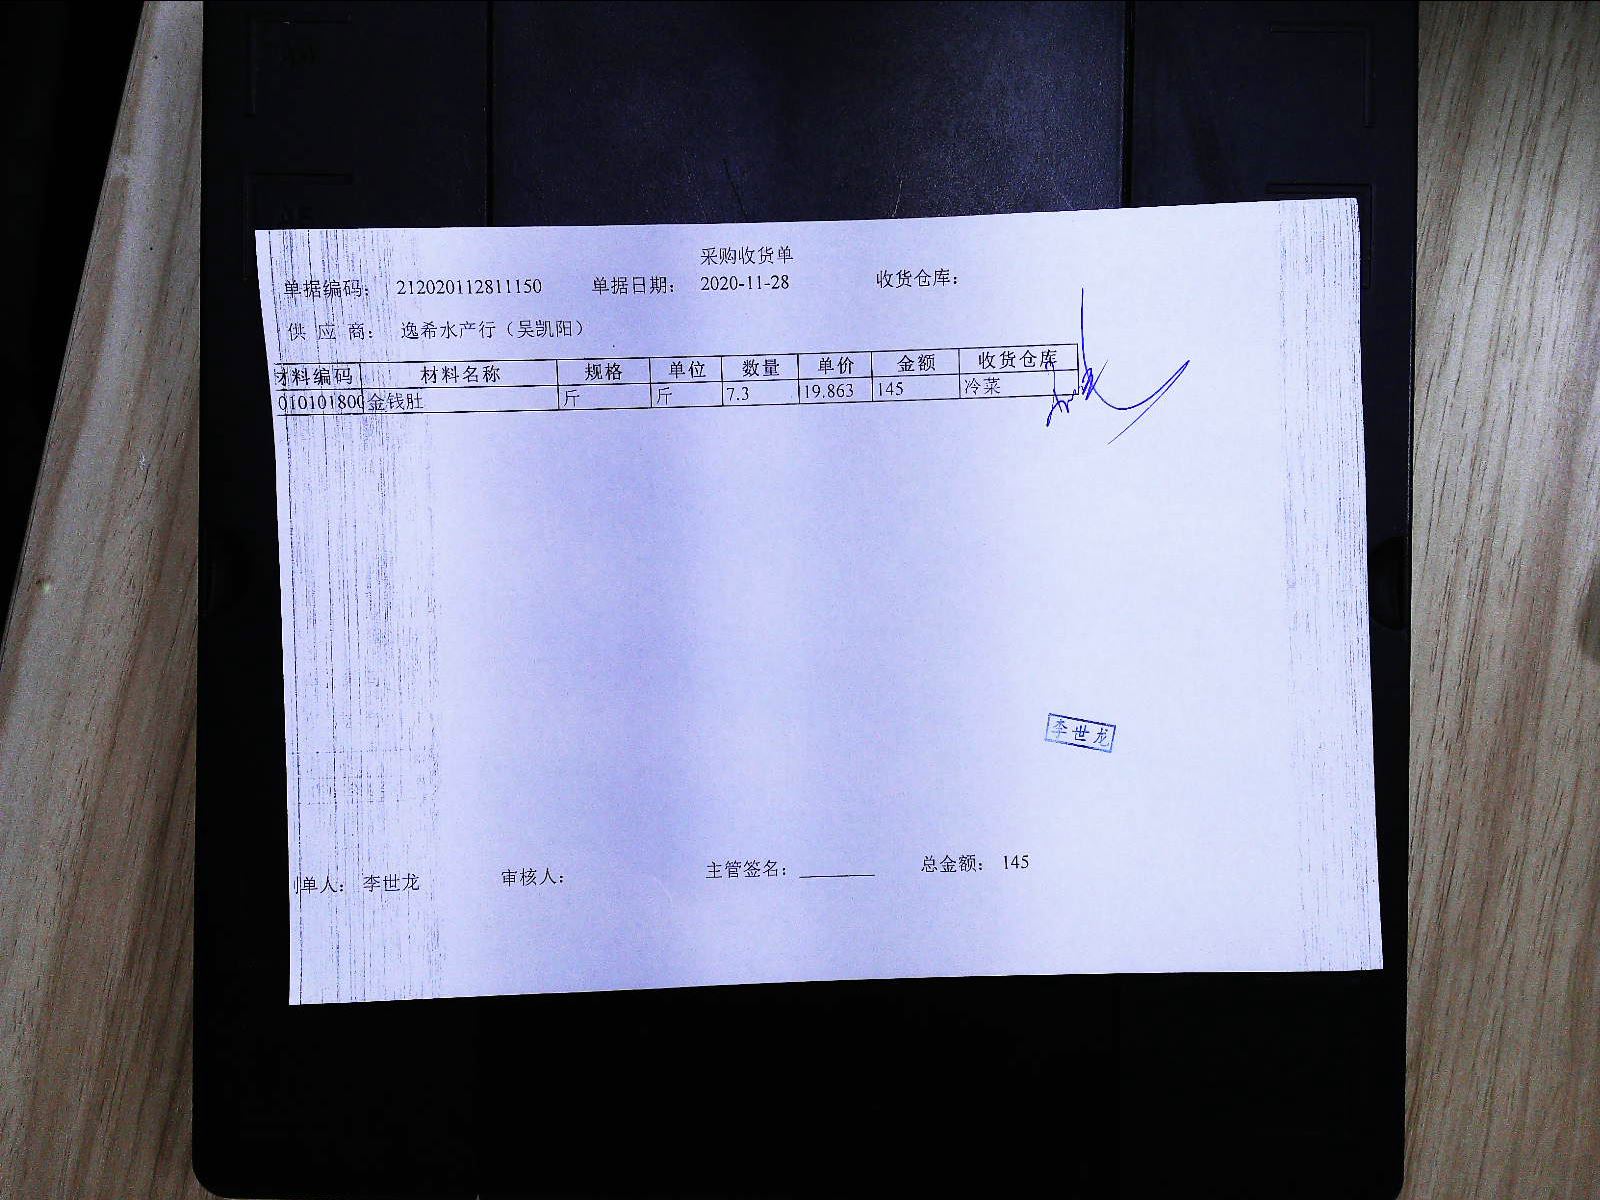 采购收货单
单据编码： 212020112811150 单据日期： 2020-11-28 收货仓库：
供 应 商： 逸希水产行（吴凯阳）
材料编码 材料名称 规格 单位 数量 单价 金额 收货仓库
010101800 金钱肚 斤 斤 7.3 19.863 145 冷菜
李世龙
单人： 李世龙 审核人： 主管签名： ________ 总金额： 145